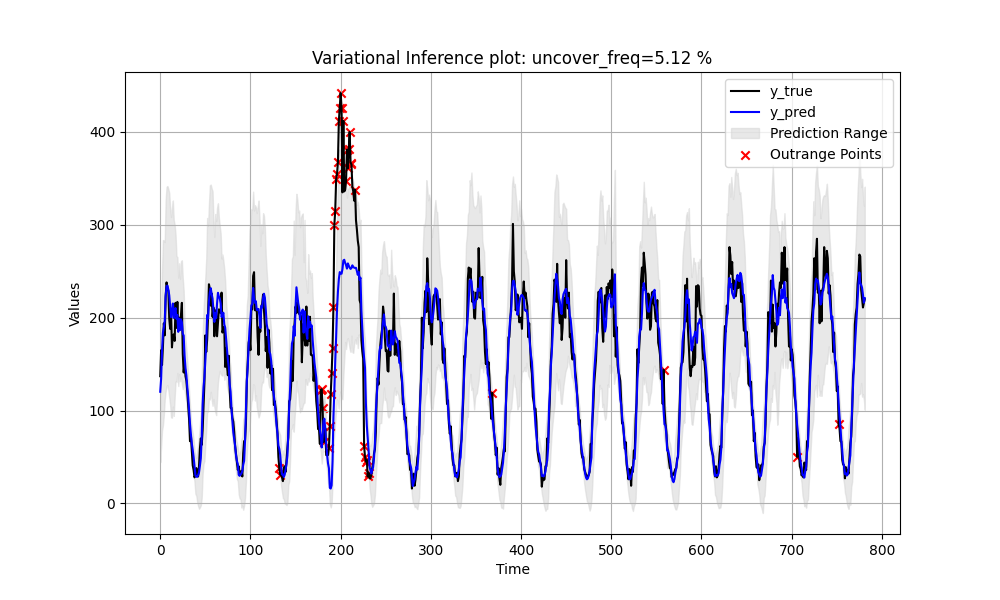 Variational Inference plot: uncover_freq=5.12 %
y_true
y_pred
Prediction Range
Outrange Points
Values
400
300
200
100
0
0 100 200 300 400 500 600 700 800
Time